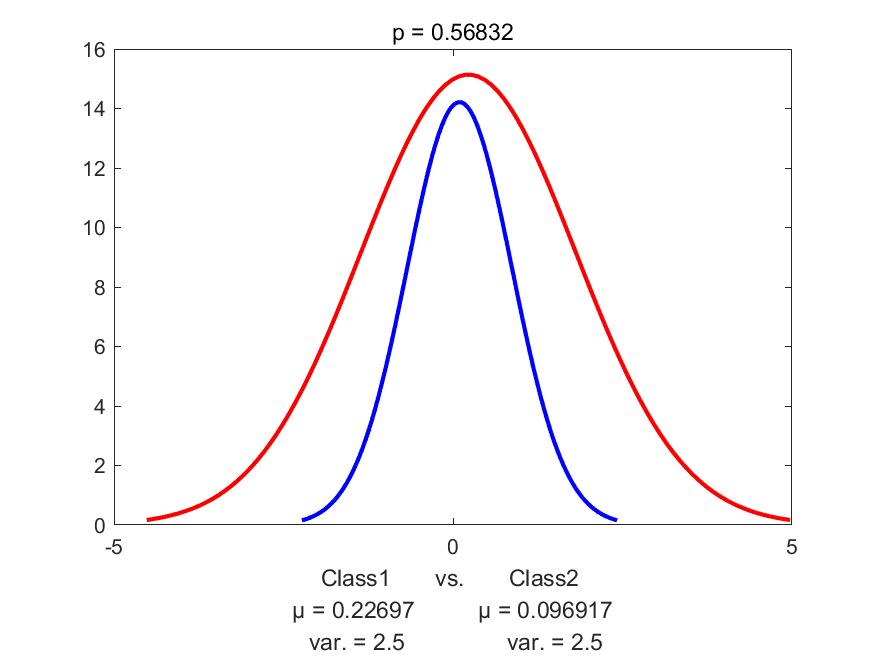 p = 0.56832
16
14
12
10
8
6
4
2
0
-5 0 5
Class1 vs. Class2
μ = 0.22697 μ = 0.096917
var. = 2.5 var. = 2.5